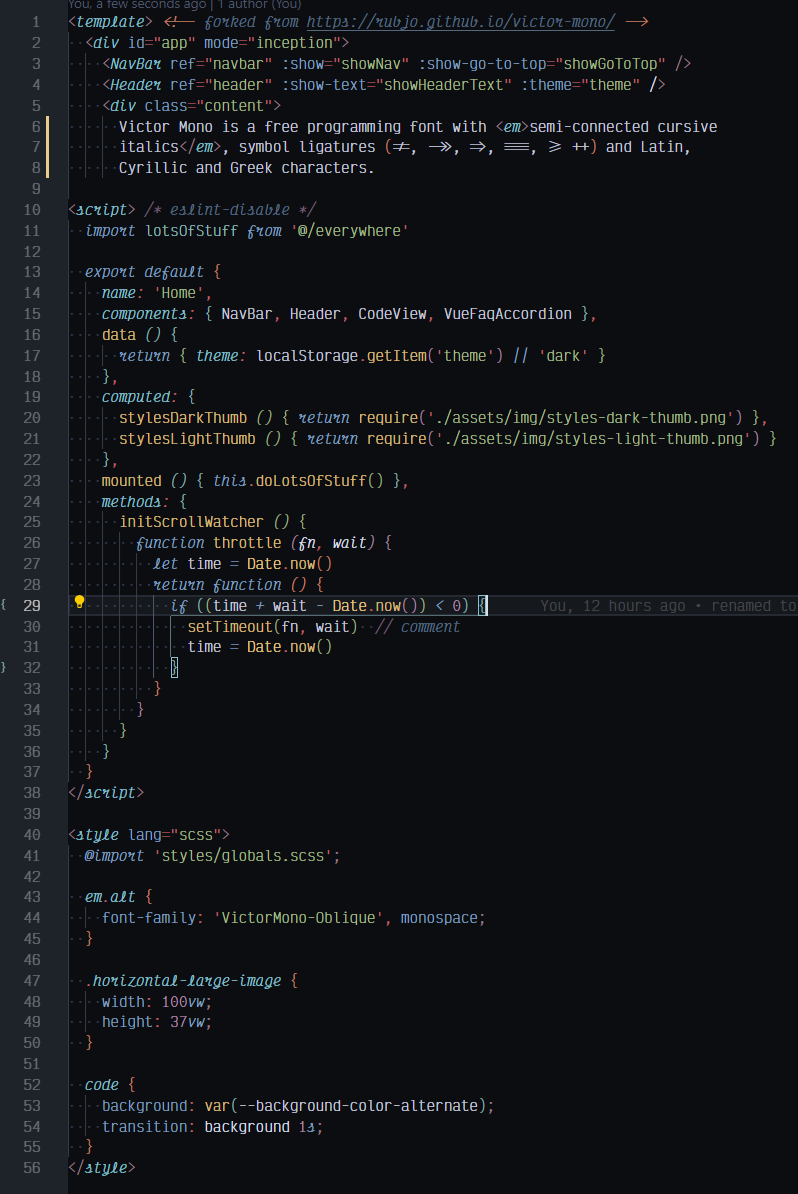 You, a few seconds ago | 1 author (You)
1 <template> <!-- forked from https://rubjo.github.io/victor-mono/ -->
2 <div id="app" mode="inception">
3 <NavBar ref="navbar" :show="showNav" :show-go-to-top="showGoToTop" />
4 <Header ref="header" :show-text="showHeaderText" :theme="theme" />
5 <div class="content">
6 Victor Mono is a free programming font with <em>semi-connected cursive
7 italics</em>, symbol ligatures (!=, ->>, =>, ===, >= ++) and Latin,
8 Cyrillic and Greek characters.
9
10 <script> /* eslint-disable */
11 import lotsOfStuff from '@/everywhere'
12
13 export default {
14 name: 'Home',
15 components: { NavBar, Header, CodeView, VueFaqAccordion },
16 data () {
17 return { theme: localStorage.getItem('theme') || 'dark' }
18 },
19 computed: {
20 stylesDarkThumb () { return require('./assets/img/styles-dark-thumb.png') },
21 stylesLightThumb () { return require('./assets/img/styles-light-thumb.png') }
22 },
23 mounted () { this.doLotsOfStuff() },
24 methods: {
25 initScrollWatcher () {
26 function throttle (fn, wait) {
27 let time = Date.now()
28 return function () {
{ 29 if ((time + wait - Date.now()) < 0) { You, 12 hours ago • renamed to
30 setTimeout(fn, wait) // comment
31 time = Date.now()
} 32 }
33 }
34 }
35 }
36 }
37 }
38 </script>
39
40 <style lang="scss">
41 @import 'styles/globals.scss';
42
43 em.alt {
44 font-family: 'VictorMono-Oblique', monospace;
45 }
46
47 .horizontal-large-image {
48 width: 100vw;
49 height: 37vw;
50 }
51
52 code {
53 background: var(--background-color-alternate);
54 transition: background 1s;
55 }
56 </style>